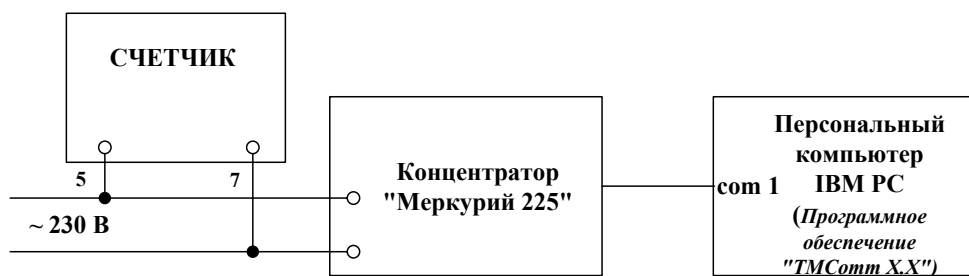 СЧЕТЧИК
5
7
~ 230 В
Концентратор
"Меркурий 225"
com 1
Персональный
компьютер
IBM PC
(Программное
обеспечение
"TMComm X.X")